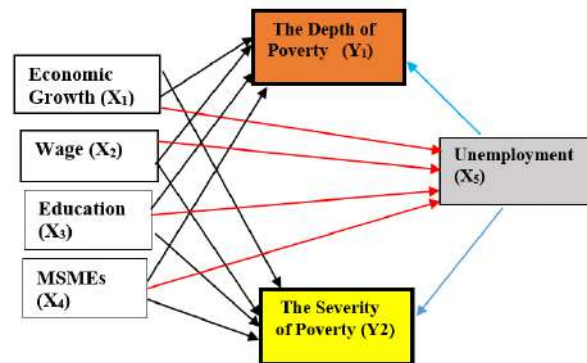 The Depth of
Poverty (Y₁)
Economic
Growth (X₁)
Wage (X₂)
Education
(X₃)
MSMEs
(X₄)
Unemployment
(X₅)
The Severity
of Poverty (Y2)